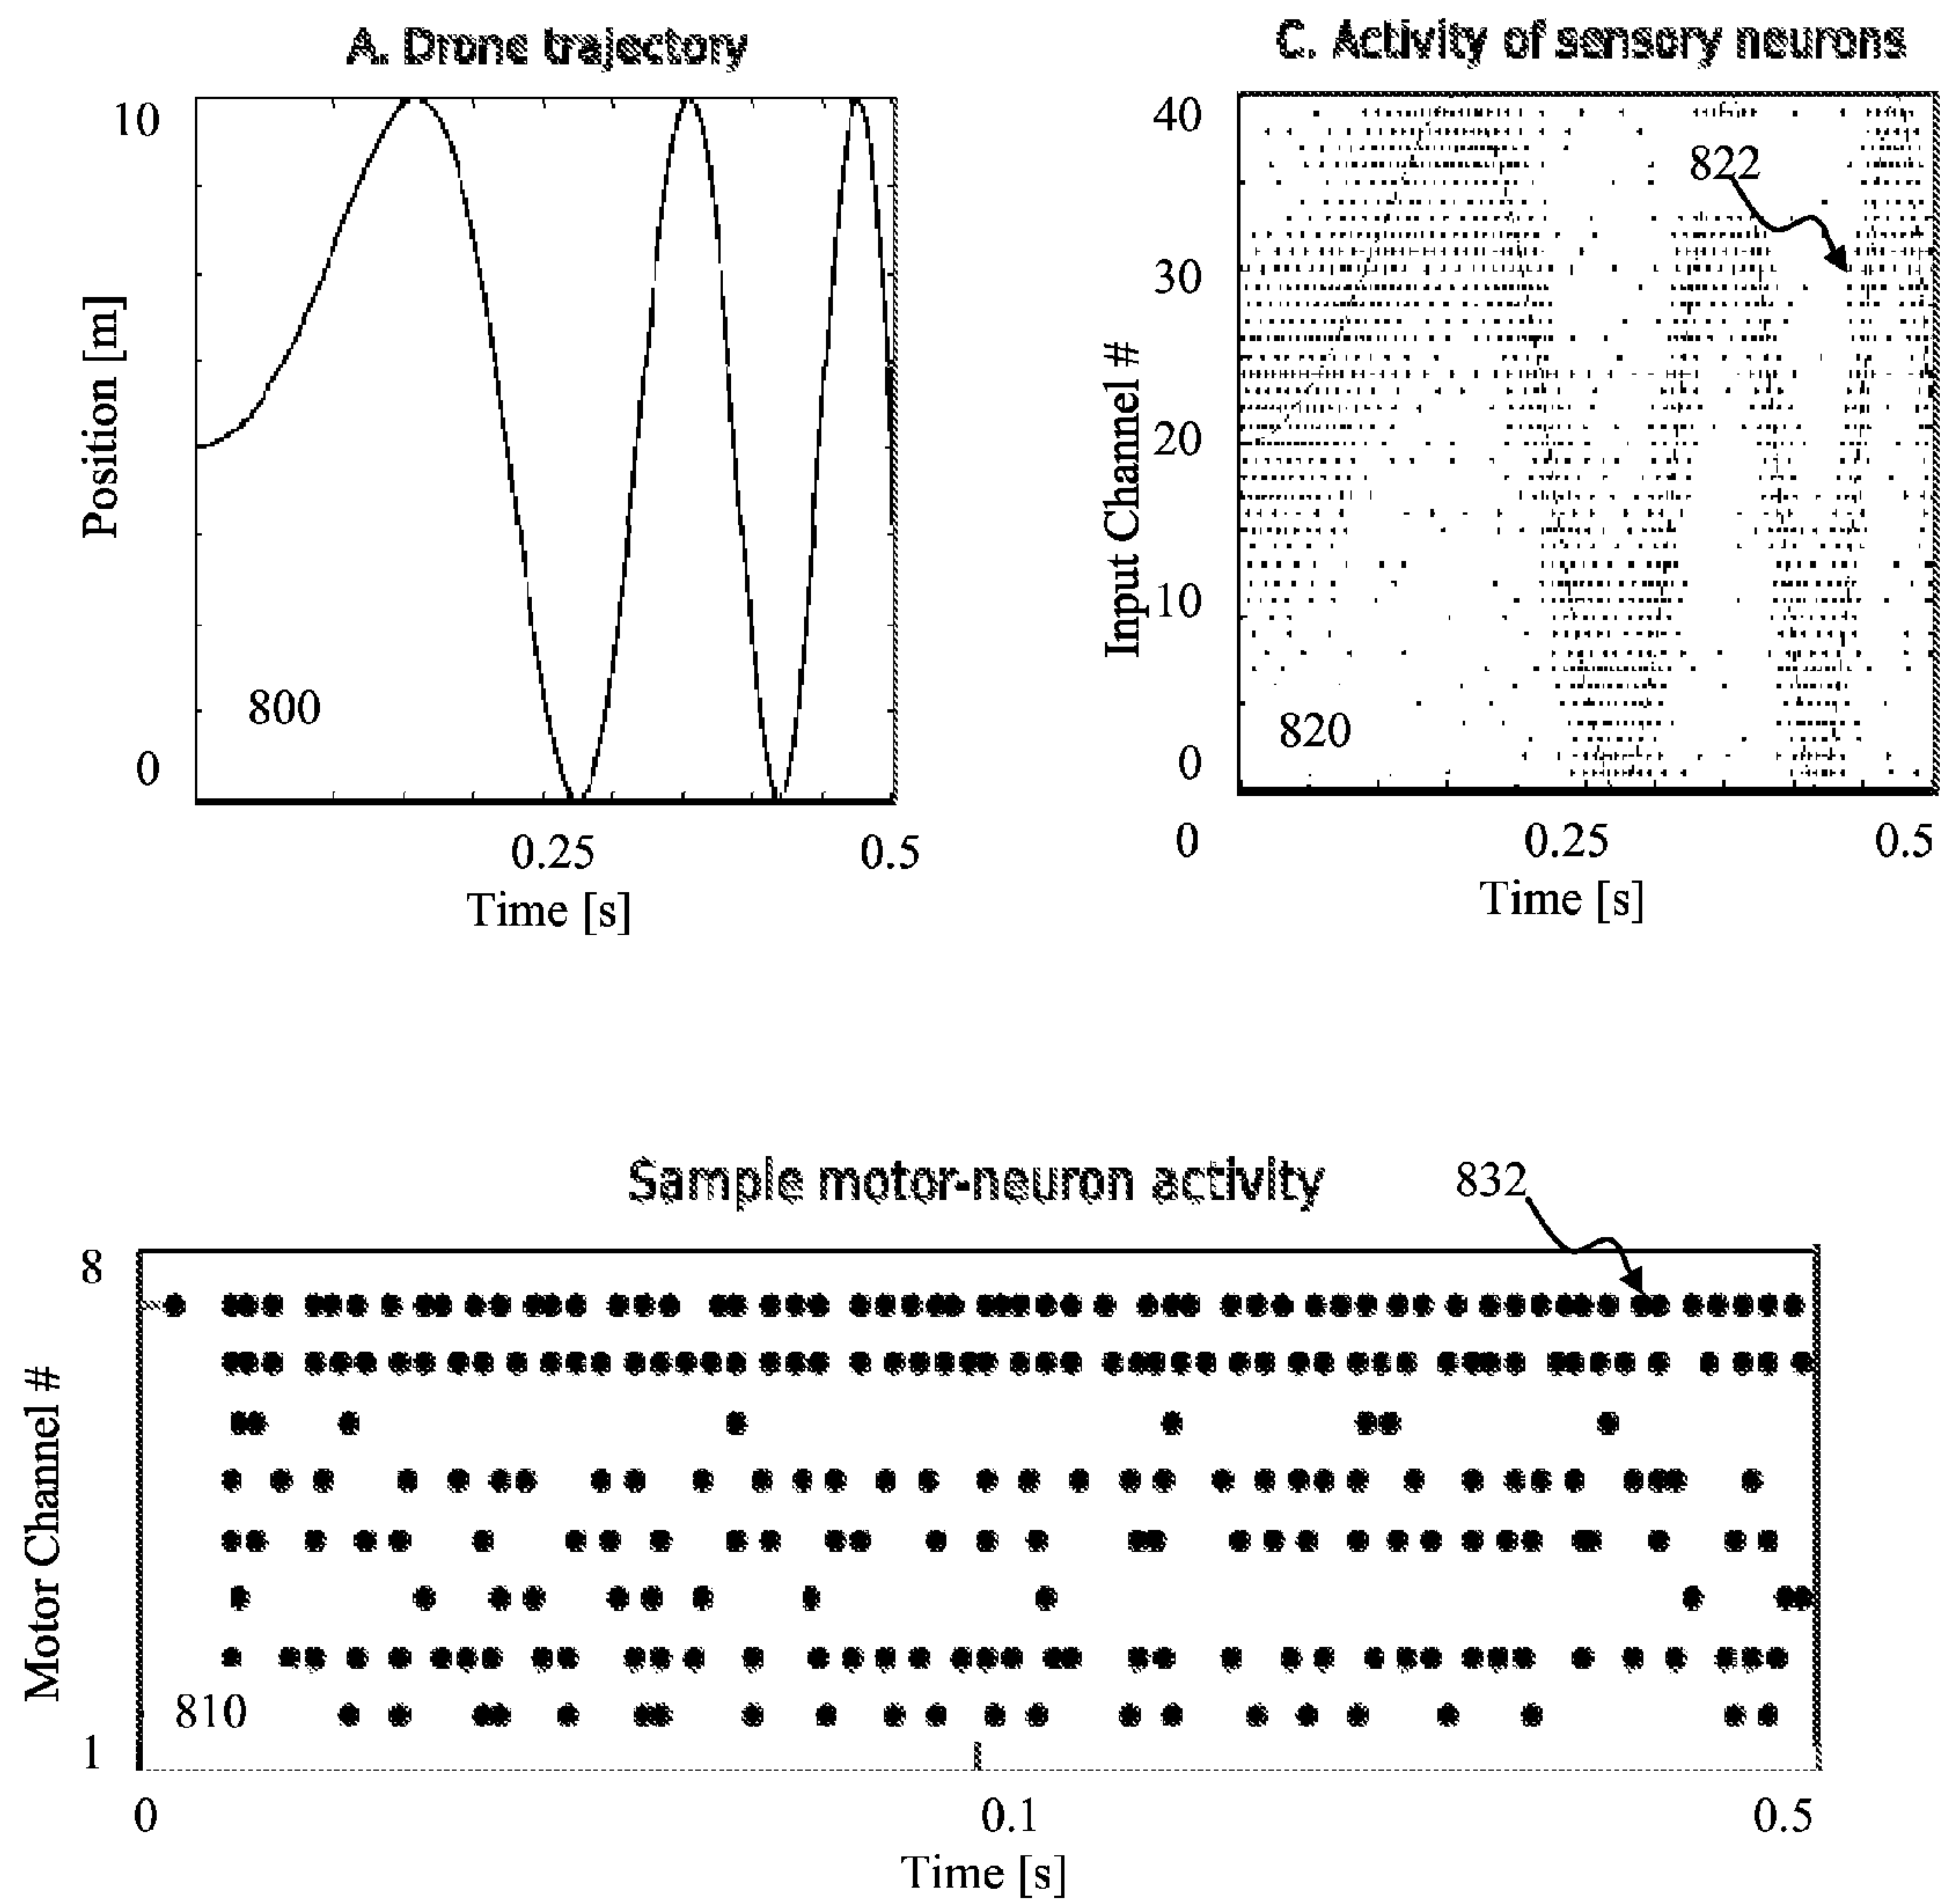 A. Drone trajectory
10
Position [m]
800
0
0.25
0.5
Time [s]
C. Activity of sensory neurons
40
822
30
Input Channel #
20
10
820
0
0
0.25
0.5
Time [s]
Sample motor-neuron activity
832
8
Motor Channel #
810
1
0
0.1
0.5
Time [s]